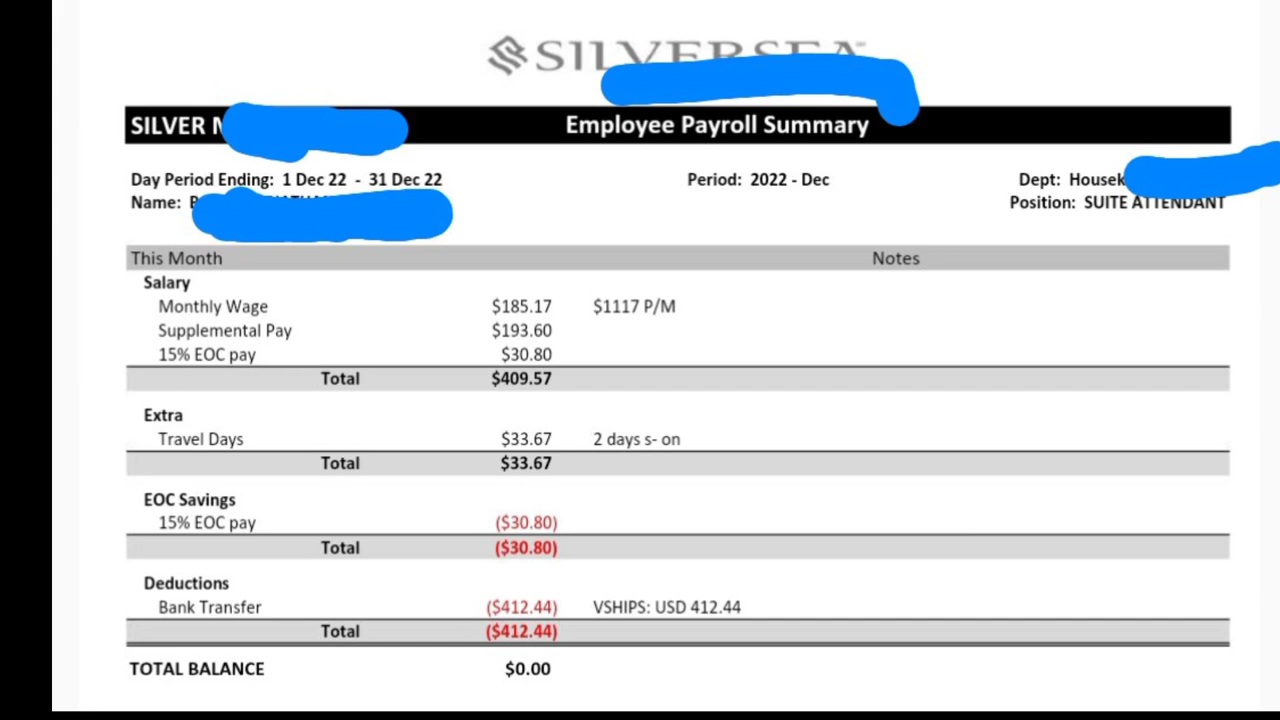 SILVERSEA
SILVER Employee Payroll Summary
Day Period Ending: 1 Dec 22 - 31 Dec 22 Period: 2022 - Dec Dept:
Name: Position: SUITE ATTENDANT
This Month Notes
Salary
Monthly Wage $185.17 $1117 P/M
Supplemental Pay $193.60
15% EOC pay $30.80
Total $409.57
Extra
Travel Days $33.67 2 days s- on
Total $33.67
EOC Savings
15% EOC pay ($30.80)
Total ($30.80)
Deductions
Bank Transfer ($412.44) VSHIPS: USD 412.44
Total ($412.44)
TOTAL BALANCE $0.00